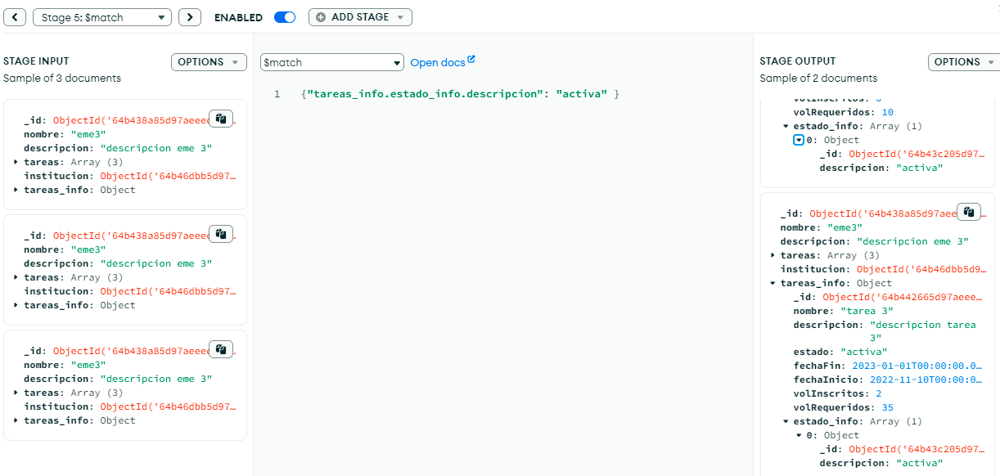 Stage 5: $match
ENABLED
ADD STAGE
STAGE INPUT
OPTIONS
Sample of 3 documents
_id: ObjectId('64b438a85d97aeee
nombre: "eme3"
descripcion: "descripcion eme 3"
tareas: Array (3)
institucion: ObjectId('64b46dbb5d97…
tareas_info: Object
_id: ObjectId('64b438a85d97aeee
nombre: "eme3"
descripcion: "descripcion eme 3"
tareas: Array (3)
institucion: ObjectId('64b46dbb5d97…
tareas_info: Object
_id: ObjectId('64b438a85d97aeee
nombre: "eme3"
descripcion: "descripcion eme 3"
tareas: Array (3)
institucion: ObjectId('64b46dbb5d97…
tareas_info: Object
$match
Open docs
1 {"tareas_info.estado_info.descripcion": "activa" }
STAGE OUTPUT
OPTIONS
Sample of 2 documents
volRequeridos: 10
estado_info: Array (1)
0: Object
_id: ObjectId('64b43c205d97…
descripcion: "activa"
_id: ObjectId('64b438a85d97aee
nombre: "eme3"
descripcion: "descripcion eme 3"
tareas: Array (3)
institucion: ObjectId('64b46dbb5d9…
tareas_info: Object
_id: ObjectId('64b442665d97aeee…
nombre: "tarea 3"
descripcion: "descripcion tarea
3"
estado: "activa"
fechaFin: 2023-01-01T00:00:00.0…
fechaInicio: 2022-11-10T00:00:0…
volInscritos: 2
volRequeridos: 35
estado_info: Array (1)
0: Object
_id: ObjectId('64b43c205d97…
descripcion: "activa"